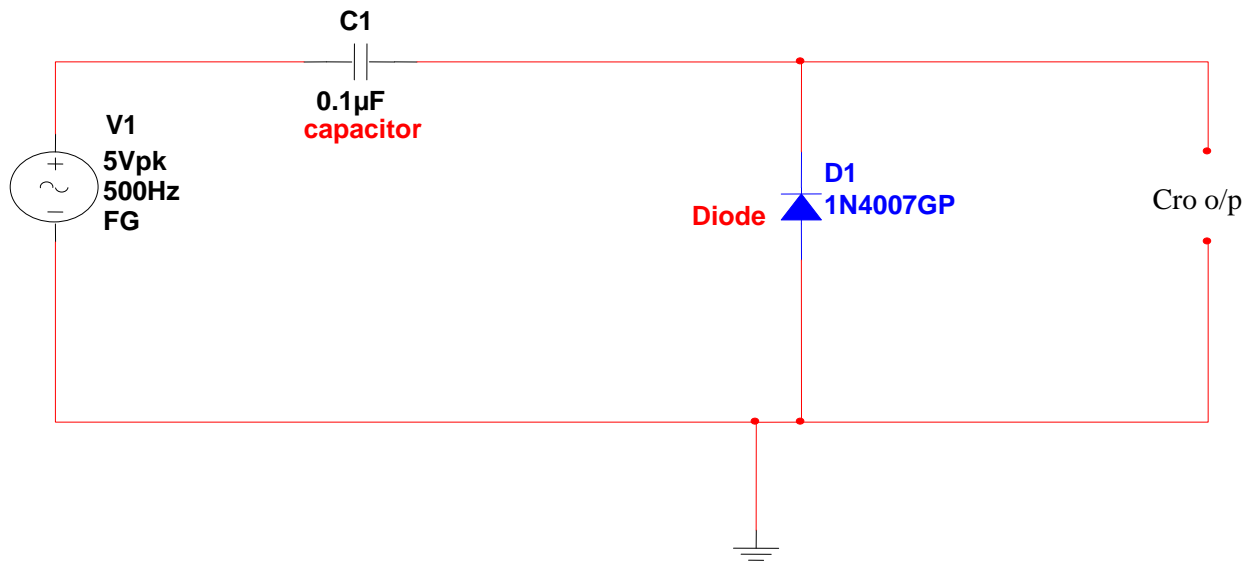 C1
0.1µF
capacitor
V1
5Vpk
500Hz
FG
D1
1N4007GP
Diode
Cro o/p